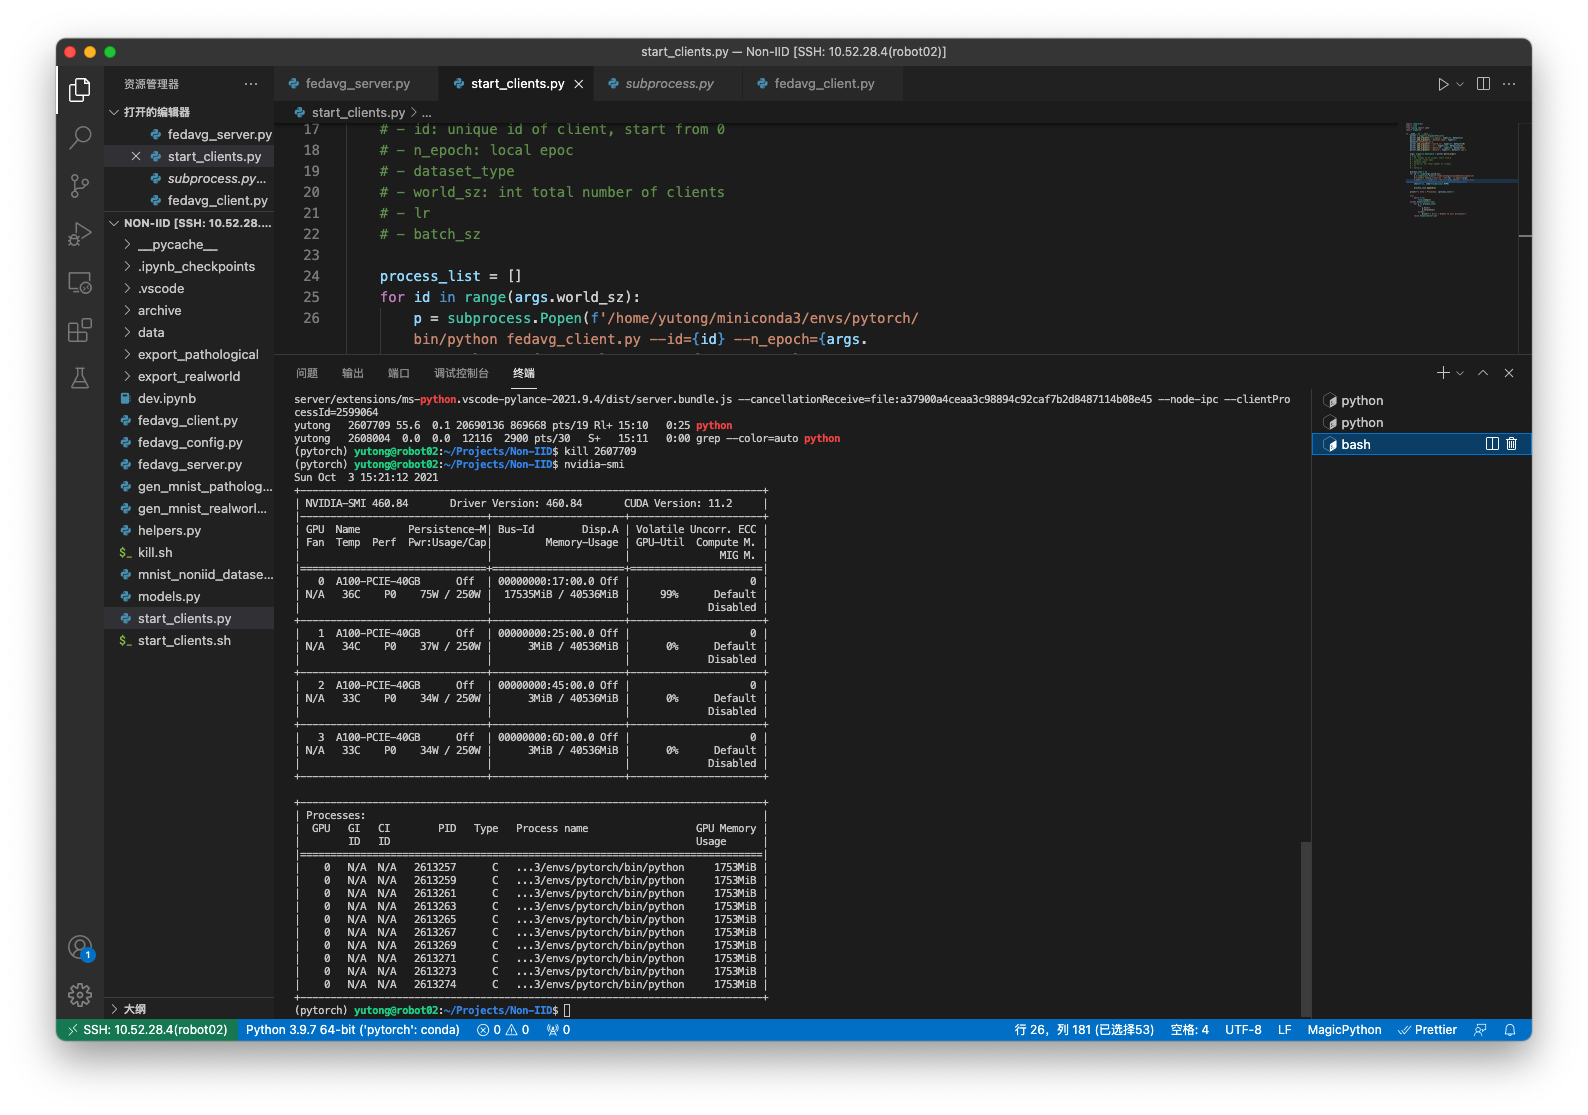 start_clients.py — Non-IID [SSH: 10.52.28.4(robot02)]
资源管理器
打开的编辑器
fedavg_server.py
start_clients.py
subprocess.py...
fedavg_client.py
NON-IID [SSH: 10.52.28....
__pycache__
.ipynb_checkpoints
.vscode
archive
data
export_pathological
export_realworld
dev.ipynb
fedavg_client.py
fedavg_config.py
fedavg_server.py
gen_mnist_patholog...
gen_mnist_realworl...
helpers.py
$_ kill.sh
mnist_noniid_datase...
models.py
start_clients.py
$_ start_clients.sh
大纲
1
fedavg_server.py start_clients.py subprocess.py fedavg_client.py
start_clients.py > ...
17 # - id: unique id of client, start from 0
18 # - n_epoch: local epoc
19 # - dataset_type
20 # - world_sz: int total number of clients
21 # - lr
22 # - batch_sz
23
24 process_list = []
25 for id in range(args.world_sz):
26 p = subprocess.Popen(f'/home/yutong/miniconda3/envs/pytorch/
bin/python fedavg_client.py --id={id} --n_epoch={args.
问题 输出 端口 调试控制台 终端
server/extensions/ms-python.vscode-pylance-2021.9.4/dist/server.bundle.js --cancellationReceive=file:a37900a4ceaa3c98894c92caf7b2d8487114b08e45 --node-ipc --clientPro
cessId=2599064
yutong 2607709 55.6 0.1 20690136 869668 pts/19 Rl+ 15:10 0:25 python
yutong 2608004 0.0 0.0 12116 2900 pts/30 S+ 15:11 0:00 grep --color=auto python
(pytorch) yutong@robot02:~/Projects/Non-IID$ kill 2607709
(pytorch) yutong@robot02:~/Projects/Non-IID$ nvidia-smi
Sun Oct 3 15:21:12 2021
+-----------------------------------------------------------------------------+
| NVIDIA-SMI 460.84 Driver Version: 460.84 CUDA Version: 11.2 |
|-------------------------------+----------------------+----------------------+
| GPU Name Persistence-M| Bus-Id Disp.A | Volatile Uncorr. ECC |
| Fan Temp Perf Pwr:Usage/Cap| Memory-Usage | GPU-Util Compute M. |
| | | MIG M. |
|===============================+======================+======================|
| 0 A100-PCIE-40GB Off | 00000000:17:00.0 Off | 0 |
| N/A 36C P0 75W / 250W | 17535MiB / 40536MiB | 99% Default |
| | | Disabled |
+-------------------------------+----------------------+----------------------+
| 1 A100-PCIE-40GB Off | 00000000:25:00.0 Off | 0 |
| N/A 34C P0 37W / 250W | 3MiB / 40536MiB | 0% Default |
| | | Disabled |
+-------------------------------+----------------------+----------------------+
| 2 A100-PCIE-40GB Off | 00000000:45:00.0 Off | 0 |
| N/A 33C P0 34W / 250W | 3MiB / 40536MiB | 0% Default |
| | | Disabled |
+-------------------------------+----------------------+----------------------+
| 3 A100-PCIE-40GB Off | 00000000:6D:00.0 Off | 0 |
| N/A 33C P0 34W / 250W | 3MiB / 40536MiB | 0% Default |
| | | Disabled |
+-------------------------------+----------------------+----------------------+
+-----------------------------------------------------------------------------+
| Processes: |
| GPU GI CI PID Type Process name GPU Memory |
| ID ID Usage |
|=============================================================================|
| 0 N/A N/A 2613257 C ...3/envs/pytorch/bin/python 1753MiB |
| 0 N/A N/A 2613259 C ...3/envs/pytorch/bin/python 1753MiB |
| 0 N/A N/A 2613261 C ...3/envs/pytorch/bin/python 1753MiB |
| 0 N/A N/A 2613263 C ...3/envs/pytorch/bin/python 1753MiB |
| 0 N/A N/A 2613265 C ...3/envs/pytorch/bin/python 1753MiB |
| 0 N/A N/A 2613267 C ...3/envs/pytorch/bin/python 1753MiB |
| 0 N/A N/A 2613269 C ...3/envs/pytorch/bin/python 1753MiB |
| 0 N/A N/A 2613271 C ...3/envs/pytorch/bin/python 1753MiB |
| 0 N/A N/A 2613273 C ...3/envs/pytorch/bin/python 1753MiB |
| 0 N/A N/A 2613274 C ...3/envs/pytorch/bin/python 1753MiB |
+-----------------------------------------------------------------------------+
(pytorch) yutong@robot02:~/Projects/Non-IID$
python
python
bash
SSH: 10.52.28.4(robot02) Python 3.9.7 64-bit ('pytorch': conda) 0 0 0 行 26，列 181 (已选择53) 空格: 4 UTF-8 LF MagicPython Prettier